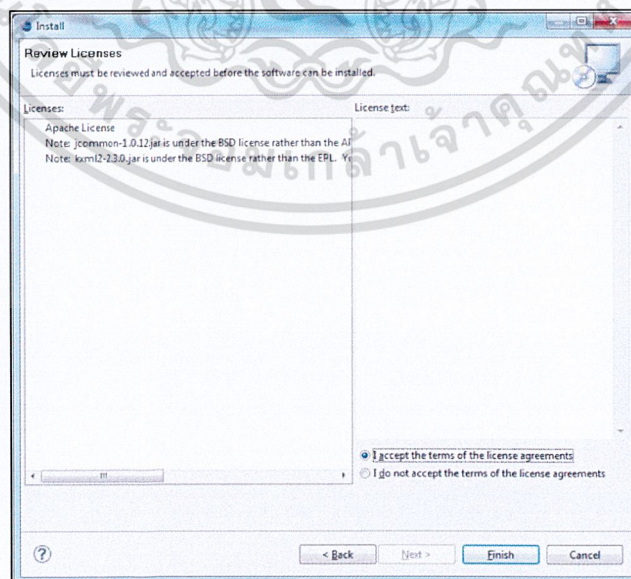 Install
Review Licenses
Licenses must be reviewed and accepted before the software can be installed.
Licenses:
License text:
Apache License
Note: jcommon-1.0.12.jar is under the BSD license rather than the Al
Note: kxml2-2.3.0.jar is under the BSD license rather than the EPL. Yo
I accept the terms of the license agreements
I do not accept the terms of the license agreements
< Back
Next >
Finish
Cancel